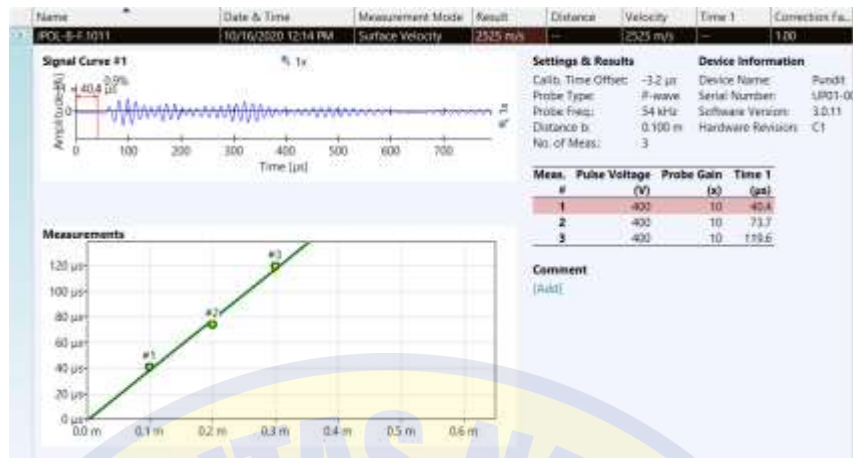 Name Date & Time Measurement Mode Result Distance Velocity Time 1 Correction Fa...
IPOL-B-F.1011 10/16/2020 12:14 PM Surface Velocity 2525 m/s -- 2525 m/s -- 1.00
Signal Curve #1 1x Settings & Results Device Information
t1 = 40.4 µs 0.9% Calib. Time Offset: -3.2 µs Device Name: Pundit
Probe Type: P-wave Serial Number: UP01-00
Probe Freq.: 54 kHz Software Version: 3.0.11
Distance b: 0.100 m Hardware Revision: C1
No. of Meas.: 3
Amplitude [%]
0
1x
0 100 200 300 400 500 600 700
Time [µs]
Meas. Pulse Voltage Probe Gain Time 1
# (V) (x) (µs)
1 400 10 40.4
2 400 10 73.7
3 400 10 119.6
Measurements
120 µs
100 µs
80 µs
60 µs
40 µs
20 µs
0 µs
#1
#2
#3
0.0 m 0.1 m 0.2 m 0.3 m 0.4 m 0.5 m 0.6 m
Comment
[Add]